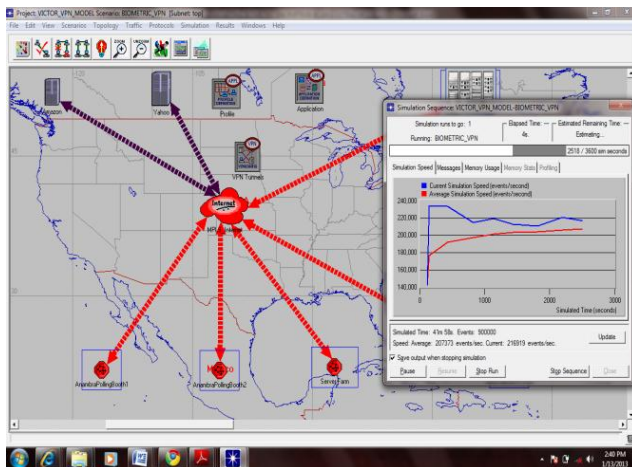 Project: VICTOR_VPN_MODEL Scenario: BIOMETRIC_VPN [Subnet: top]
File Edit View Scenarios Topology Traffic Protocols Simulation Results Windows Help
Amazon
Yahoo
Profile
Application
VPN Tunnels
Internet
AnambraPollingBooth1
AnambraPollingBooth2
ServerFarm
Simulation Sequence: VICTOR_VPN_MODEL-BIOMETRIC_VPN
Simulation runs to go: 1
Running: BIOMETRIC_VPN
Elapsed Time:
4s.
Estimated Remaining Time:
Estimating...
2518 / 3600 sim seconds
Simulation Speed Messages Memory Usage Memory Stats Profiling
Current Simulation Speed (events/second)
Average Simulation Speed (events/second)
240,000
220,000
200,000
180,000
160,000
140,000
0 1000 2000 3000
Simulated Time (seconds)
Simulated Time: 41m 58s. Events: 900000
Speed: Average: 207373 events/sec. Current: 216919 events/sec.
Update
Save output when stopping simulation
Pause Resume Stop Run Stop Sequence Close
2:40 PM
1/13/2013